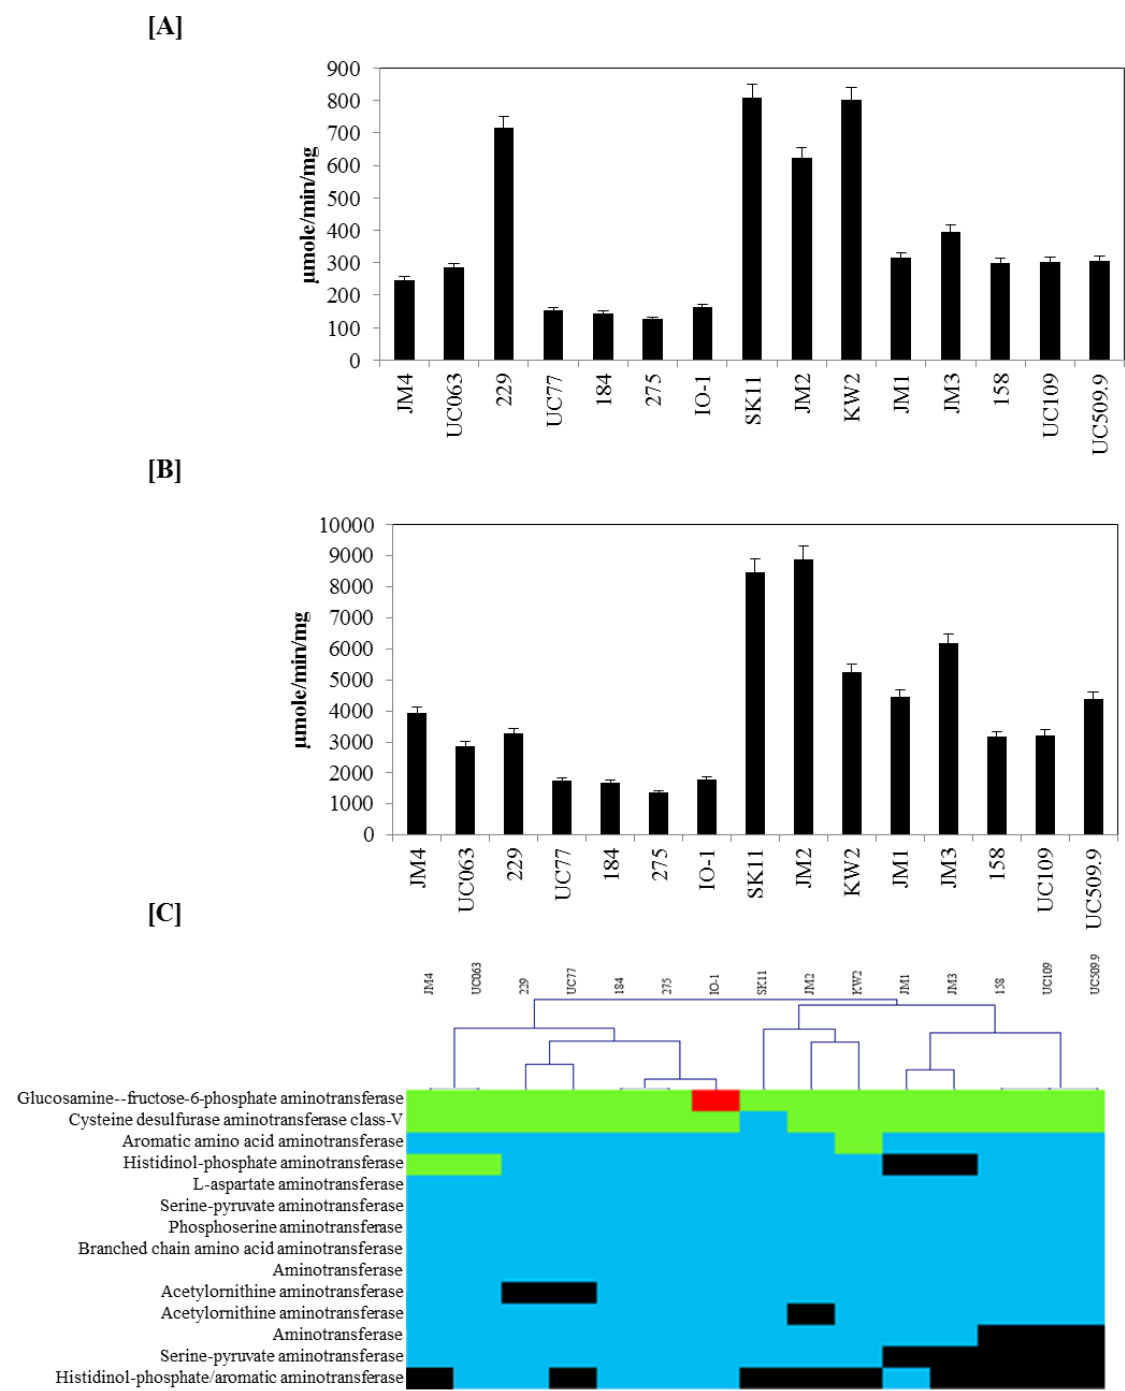 [A]
900
800
700
600
500
400
300
200
100
0
µmole/min/mg
JM4 UC063 229 UC77 184 275 IO-1 SK11 JM2 KW2 JM1 JM3 158 UC109 UC509.9
[B]
10000
9000
8000
7000
6000
5000
4000
3000
2000
1000
0
µmole/min/mg
JM4 UC063 229 UC77 184 275 IO-1 SK11 JM2 KW2 JM1 JM3 158 UC109 UC509.9
[C]
JM4 UC063 229 UC77 184 275 IO-1 SK11 JM2 KW2 JM1 JM3 158 UC109 UC509.9
Glucosamine--fructose-6-phosphate aminotransferase
Cysteine desulfurase aminotransferase class-V
Aromatic amino acid aminotransferase
Histidinol-phosphate aminotransferase
L-aspartate aminotransferase
Serine-pyruvate aminotransferase
Phosphoserine aminotransferase
Branched chain amino acid aminotransferase
Aminotransferase
Acetylornithine aminotransferase
Acetylornithine aminotransferase
Aminotransferase
Serine-pyruvate aminotransferase
Histidinol-phosphate/aromatic aminotransferase